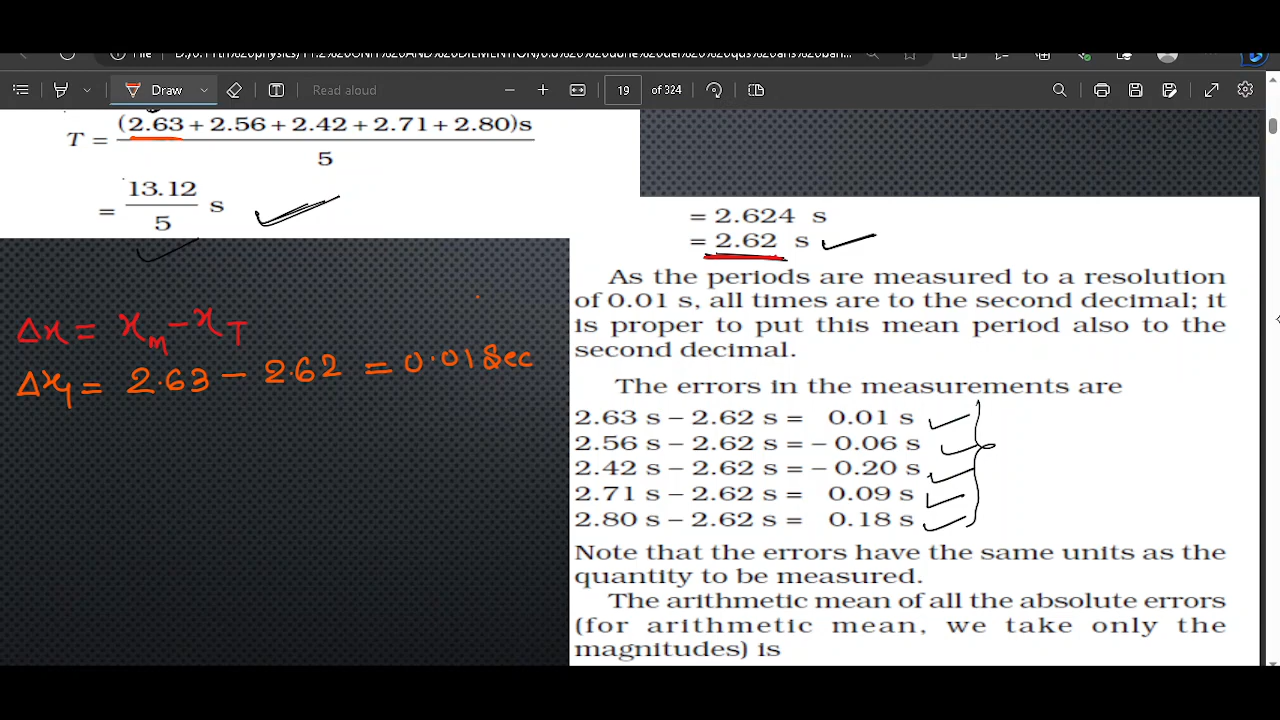 Draw
Read aloud
19 of 324
(2.63 + 2.56 + 2.42 + 2.71 + 2.80)s
T =
5
13.12
= s
5
= 2.624 s
= 2.62 s
As the periods are measured to a resolution
of 0.01 s, all times are to the second decimal; it
is proper to put this mean period also to the
second decimal.
Δx = xm - xT
Δx1 = 2.63 - 2.62 = 0.01 Sec
The errors in the measurements are
2.63 s – 2.62 s = 0.01 s
2.56 s – 2.62 s = – 0.06 s
2.42 s – 2.62 s = – 0.20 s
2.71 s – 2.62 s = 0.09 s
2.80 s – 2.62 s = 0.18 s
Note that the errors have the same units as the
quantity to be measured.
The arithmetic mean of all the absolute errors
(for arithmetic mean, we take only the
magnitudes) is